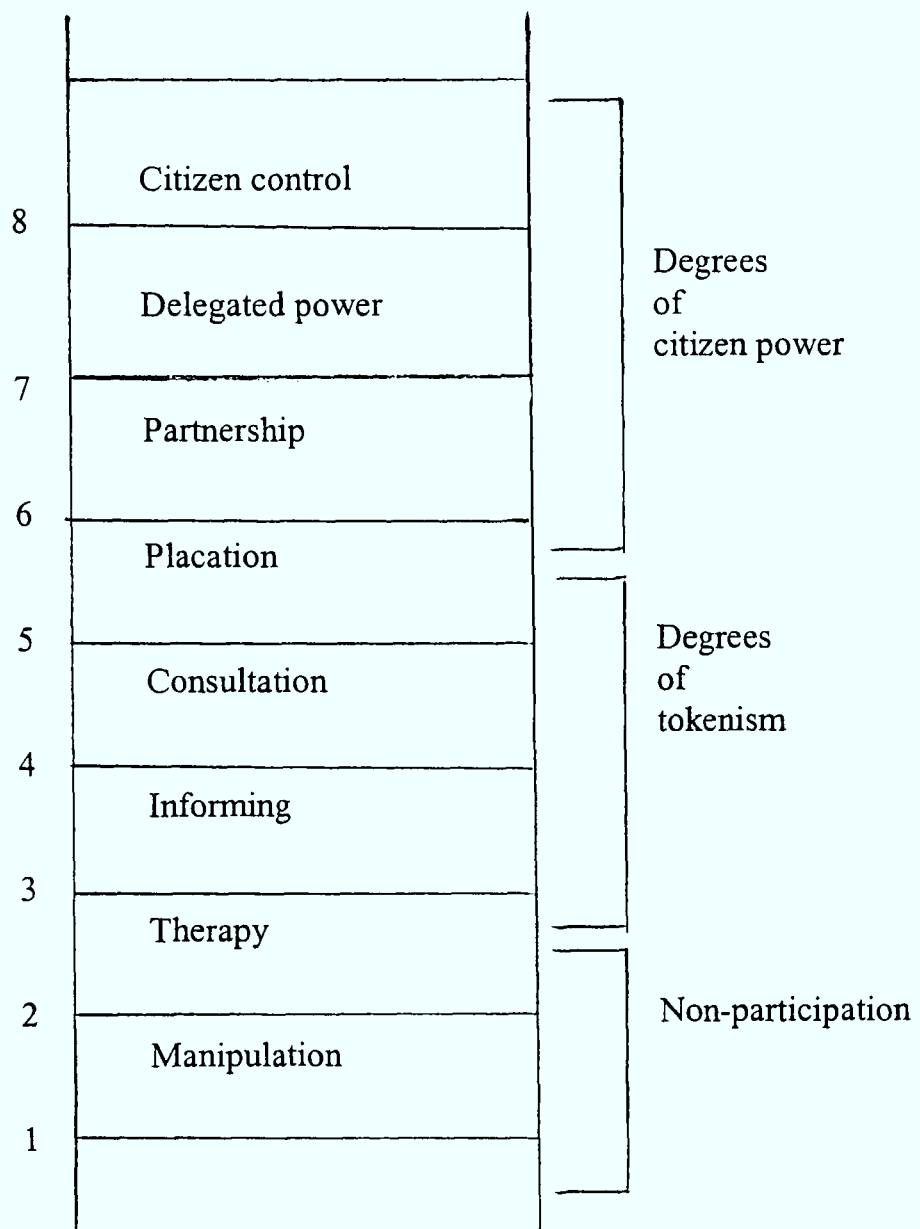 Citizen control
8
Degrees
of
citizen power
Delegated power
7
Partnership
6
Placation
5
Degrees
of
tokenism
Consultation
4
Informing
3
Therapy
2
Non-participation
Manipulation
1